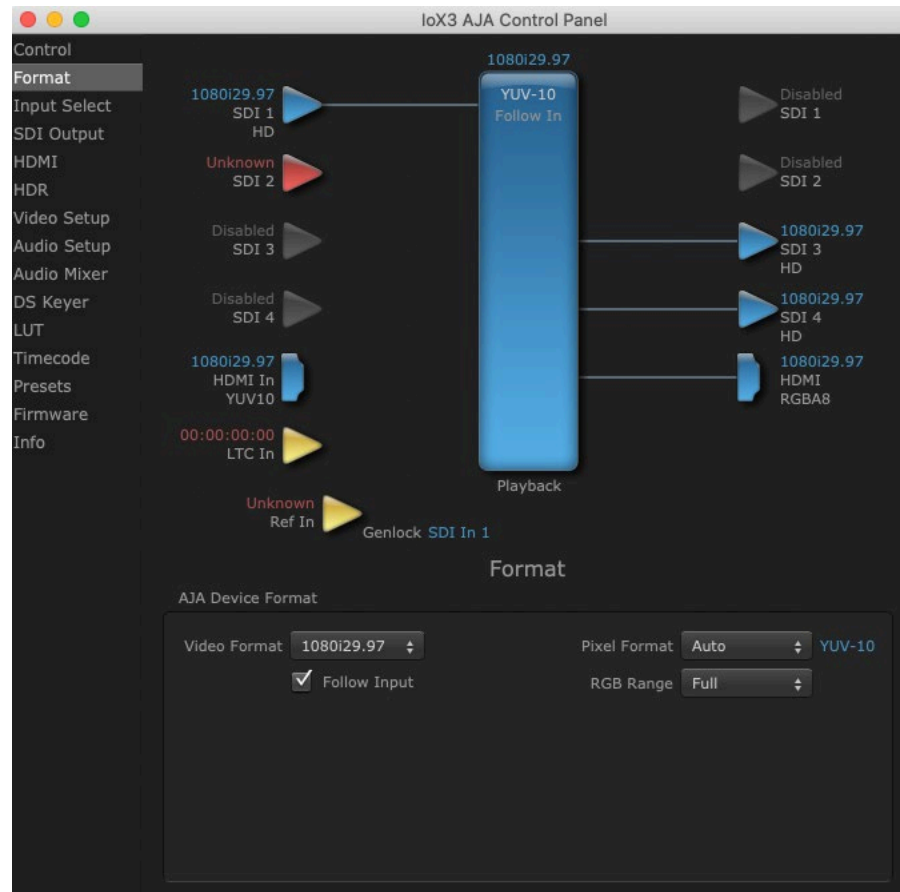 IoX3 AJA Control Panel
Control
Format
Input Select
SDI Output
HDMI
HDR
Video Setup
Audio Setup
Audio Mixer
DS Keyer
LUT
Timecode
Presets
Firmware
Info
1080i29.97
SDI 1
HD
Unknown
SDI 2
Disabled
SDI 3
Disabled
SDI 4
1080i29.97
HDMI In
YUV10
00:00:00:00
LTC In
Unknown
Ref In
Genlock SDI In 1
1080i29.97
YUV-10
Follow In
Playback
Disabled
SDI 1
Disabled
SDI 2
1080i29.97
SDI 3
HD
1080i29.97
SDI 4
HD
1080i29.97
HDMI
RGBA8
Format
AJA Device Format
Video Format 1080i29.97
Follow Input
Pixel Format Auto YUV-10
RGB Range Full